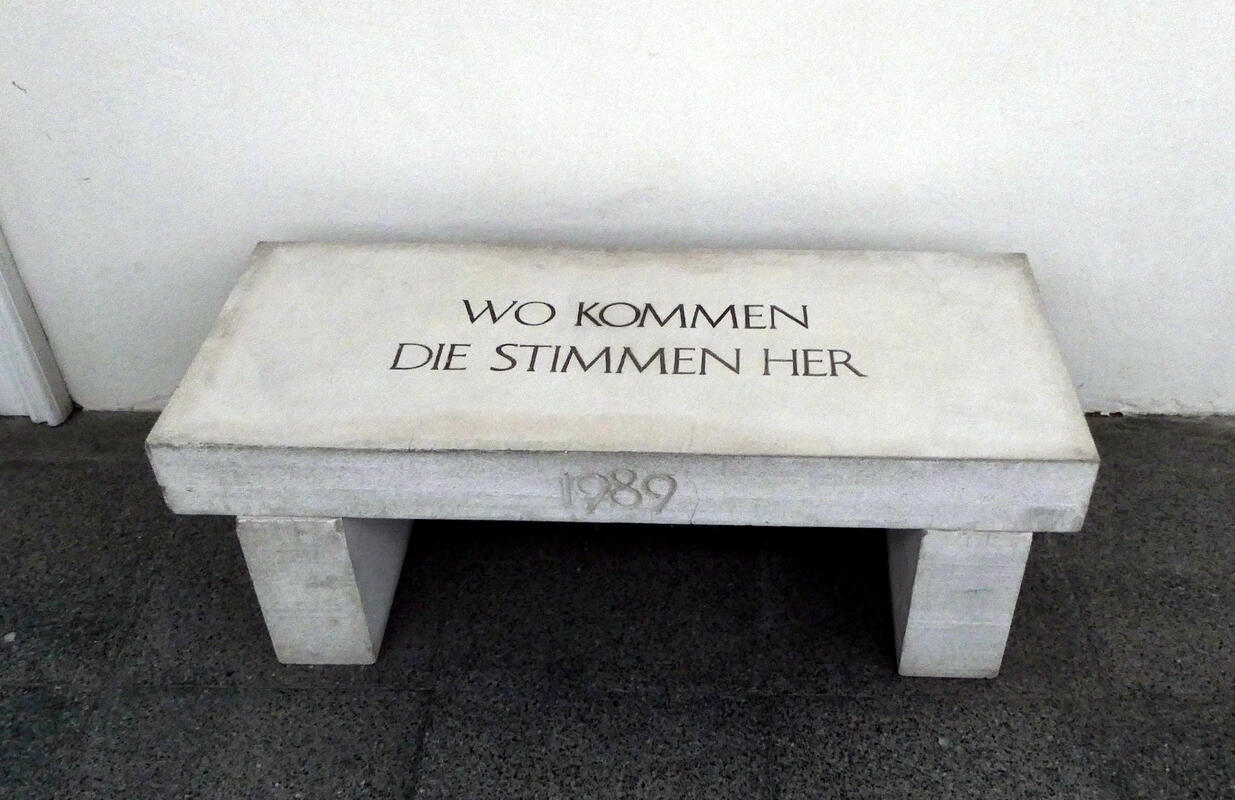 WO KOMMEN
DIE STIMMEN HER
1989